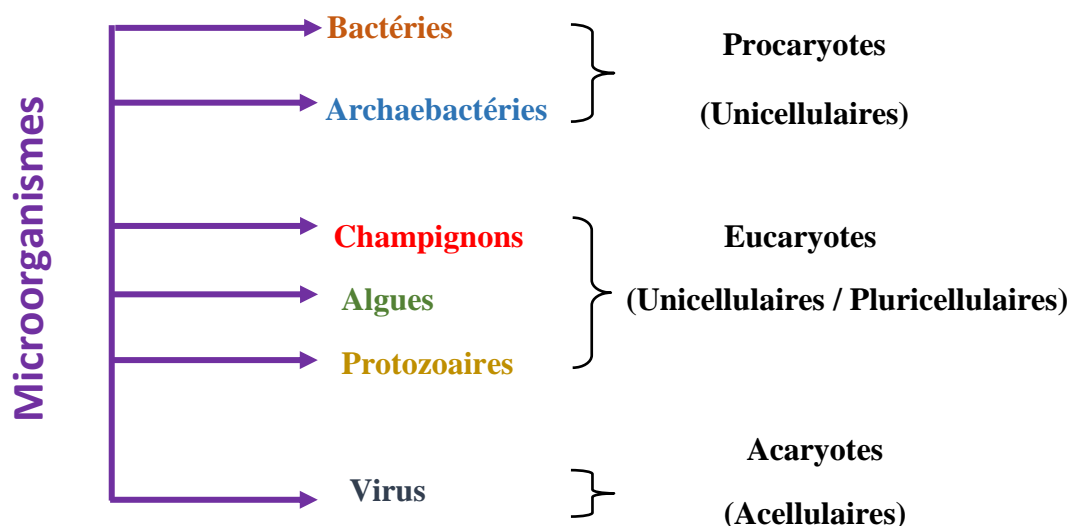 Microorganismes
Bactéries
Archaebactéries
Procaryotes
(Unicellulaires)
Champignons
Algues
Protozoaires
Eucaryotes
(Unicellulaires / Pluricellulaires)
Virus
Acaryotes
(Acellulaires)